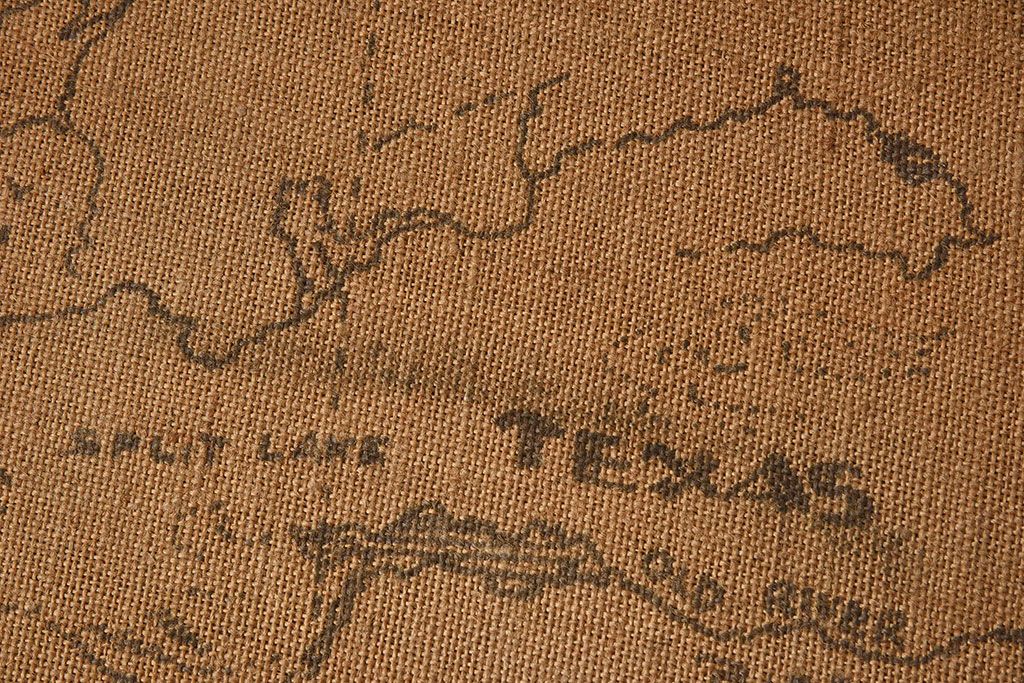 SPLIT LAKE
TEXAS
OLD RIVER